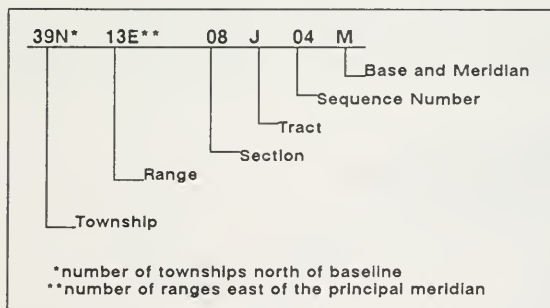 39N* 13E** 08 J 04 M
Base and Meridian
Sequence Number
Tract
Section
Range
Township
*number of townships north of baseline
**number of ranges east of the principal meridian